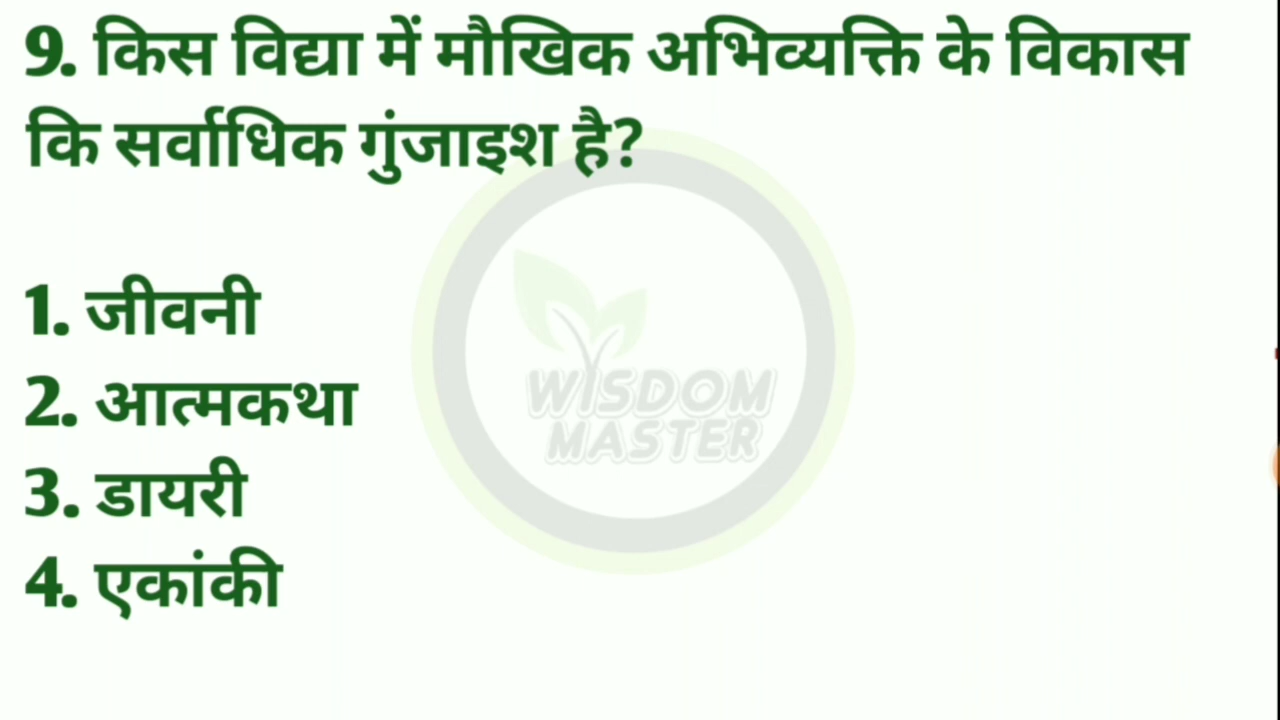 9. किस विद्या में मौखिक अभिव्यक्ति के विकास
कि सर्वाधिक गुंजाइश है?
1. जीवनी
2. आत्मकथा
3. डायरी
4. एकांकी
WISDOM
MASTER